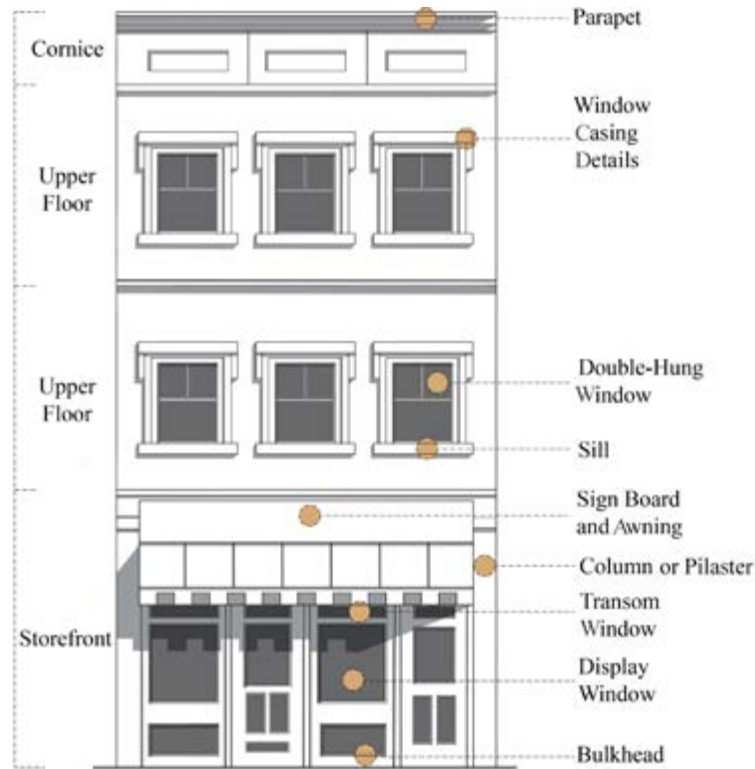 Cornice
Upper
Floor
Upper
Floor
Storefront
Parapet
Window
Casing
Details
Double-Hung
Window
Sill
Sign Board
and Awning
Column or Pilaster
Transom
Window
Display
Window
Bulkhead